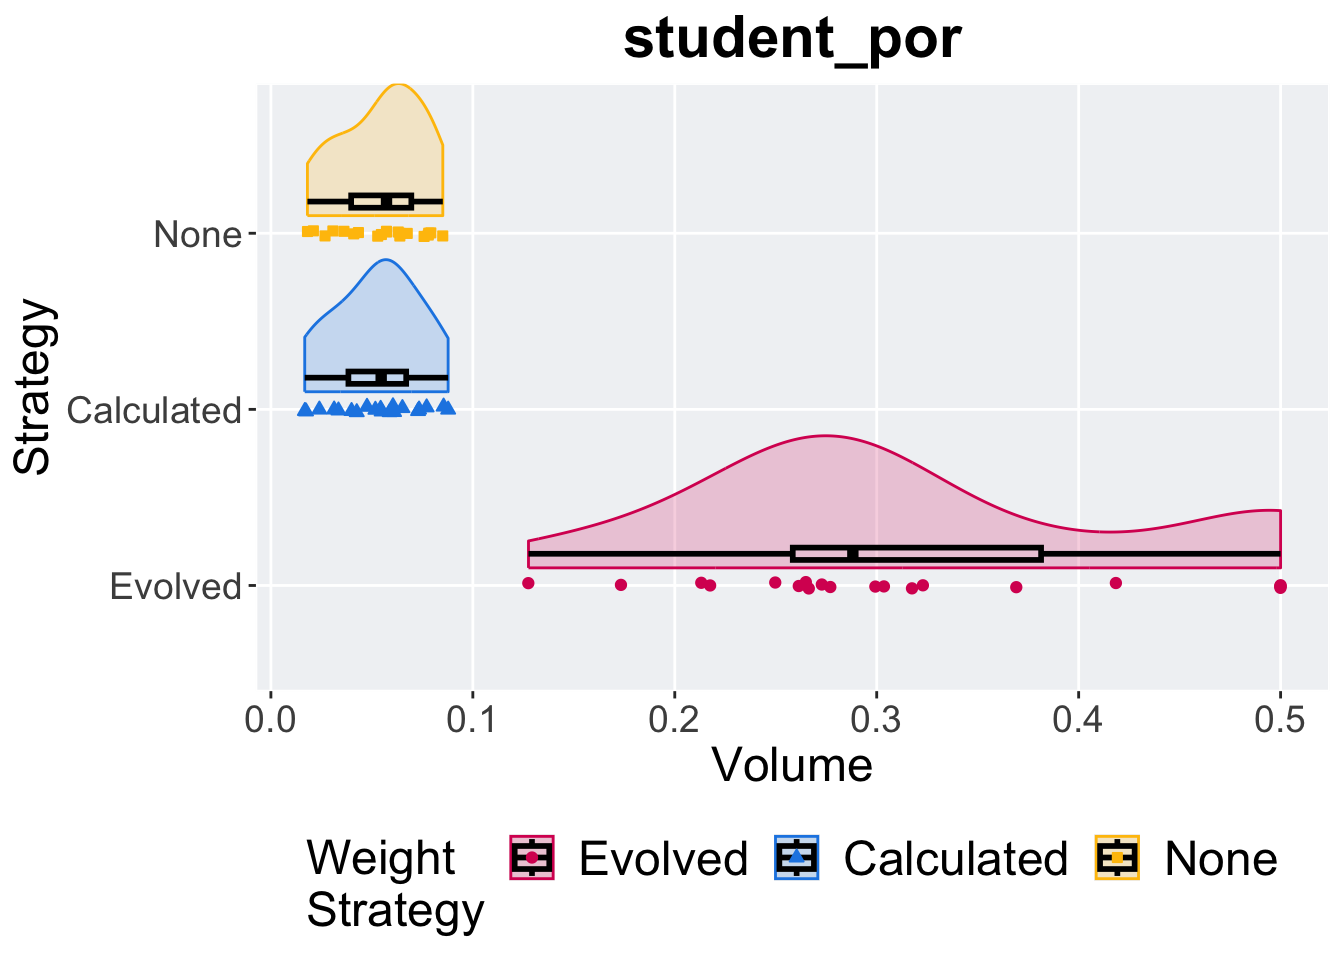 student_por
None
Calculated
Evolved
Strategy
0.0 0.1 0.2 0.3 0.4 0.5
Volume
Weight
Strategy
Evolved Calculated None